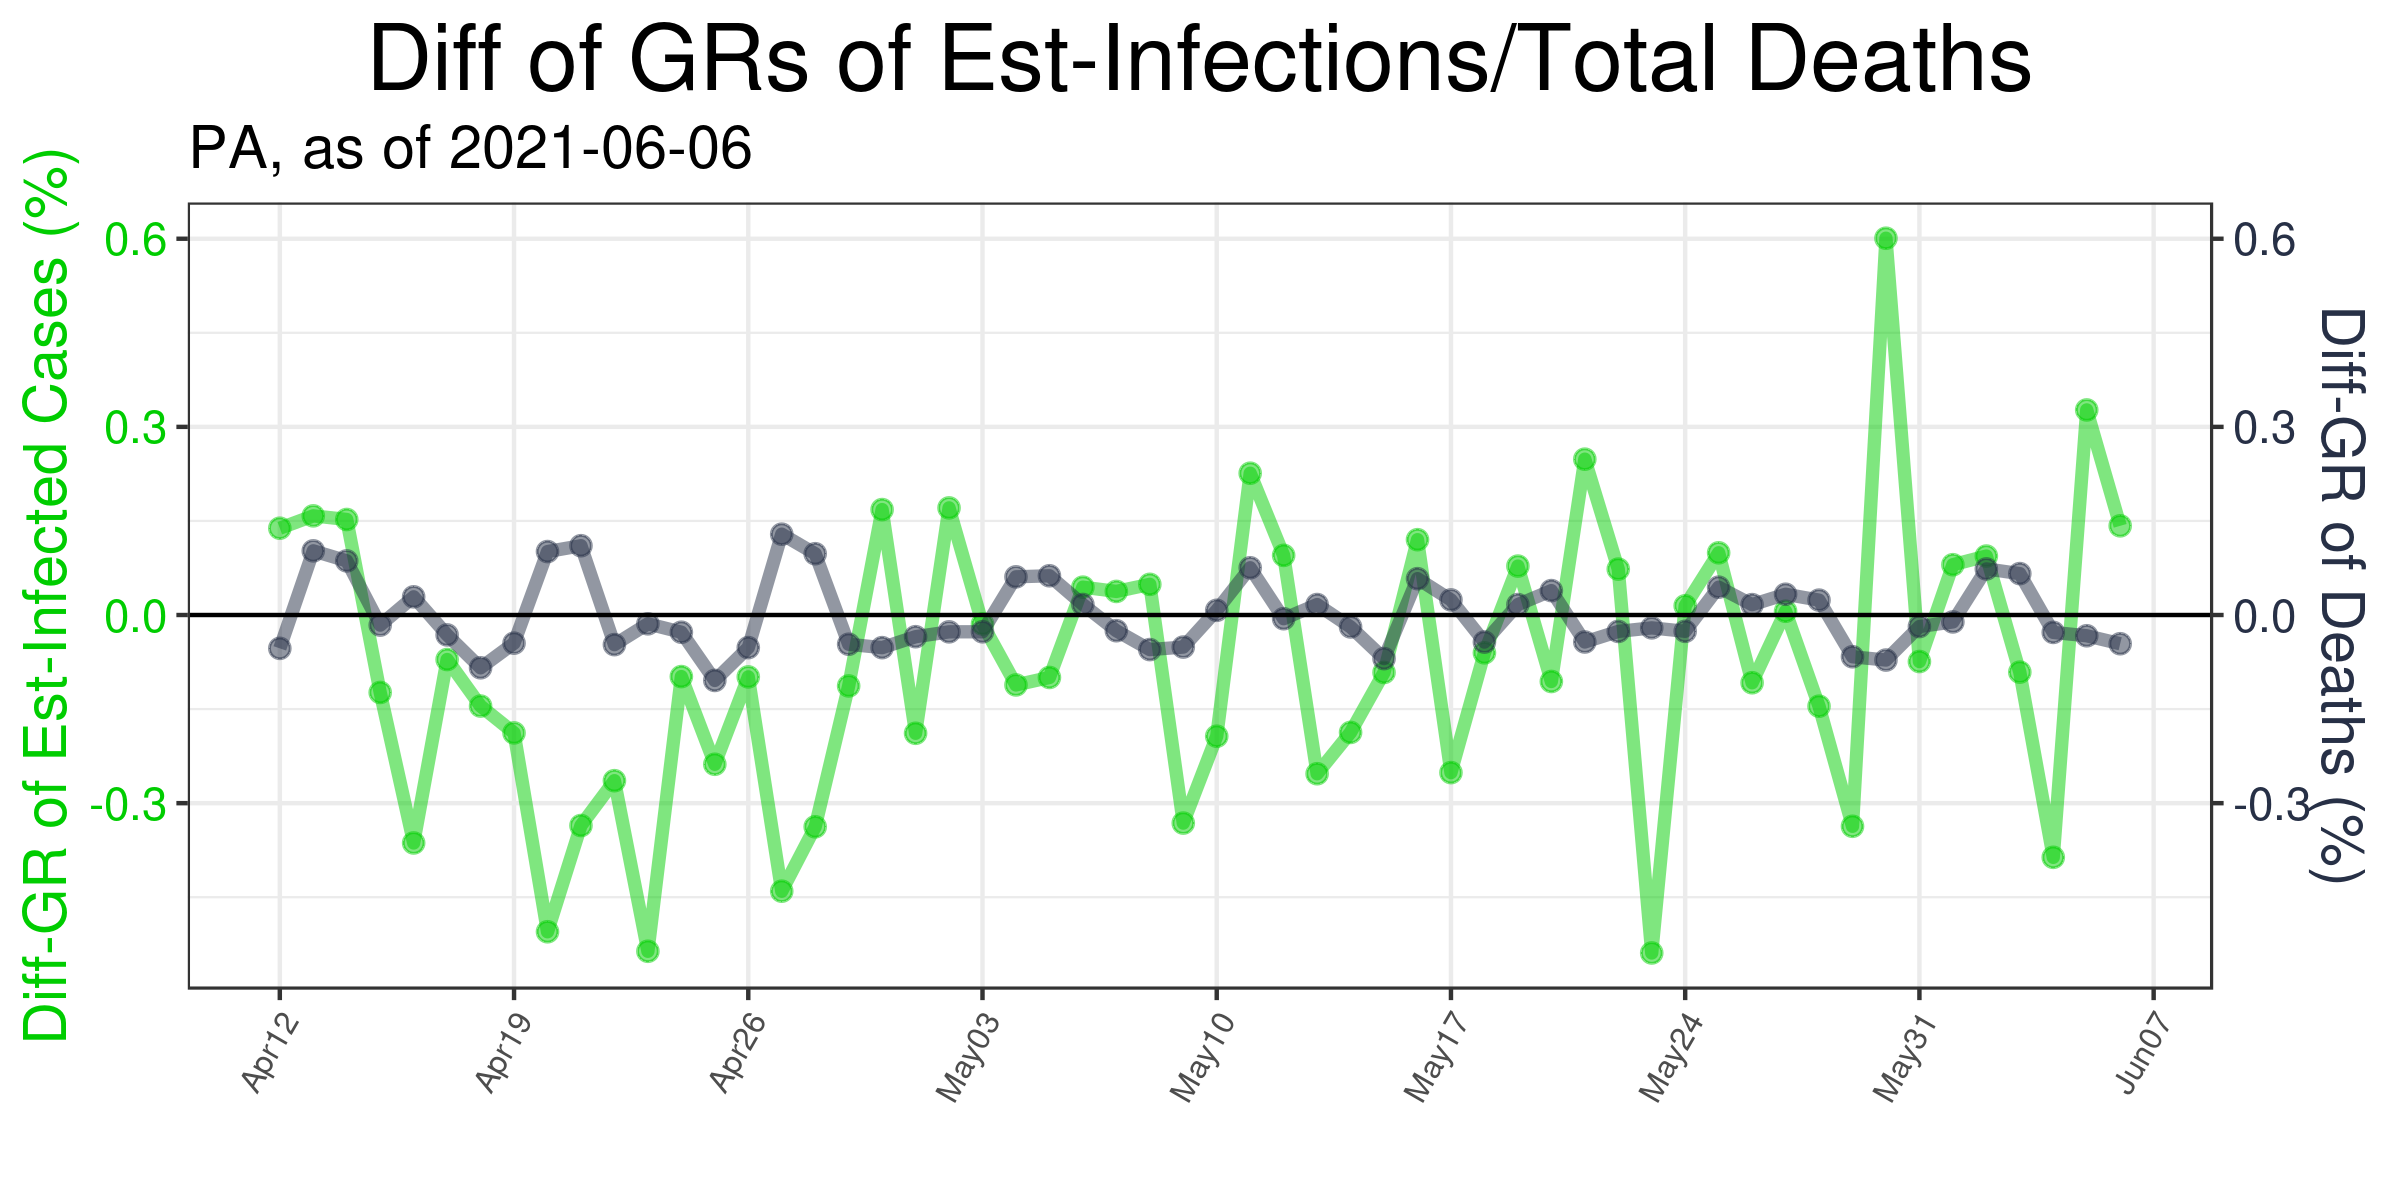 Diff of GRs of Est-Infections/Total Deaths
PA, as of 2021-06-06
Diff-GR of Est-Infected Cases (%)
0.6
0.3
0.0
-0.3
0.6
0.3
0.0
-0.3
Diff-GR of Deaths (%)
Apr12
Apr19
Apr26
May03
May10
May17
May24
May31
Jun07